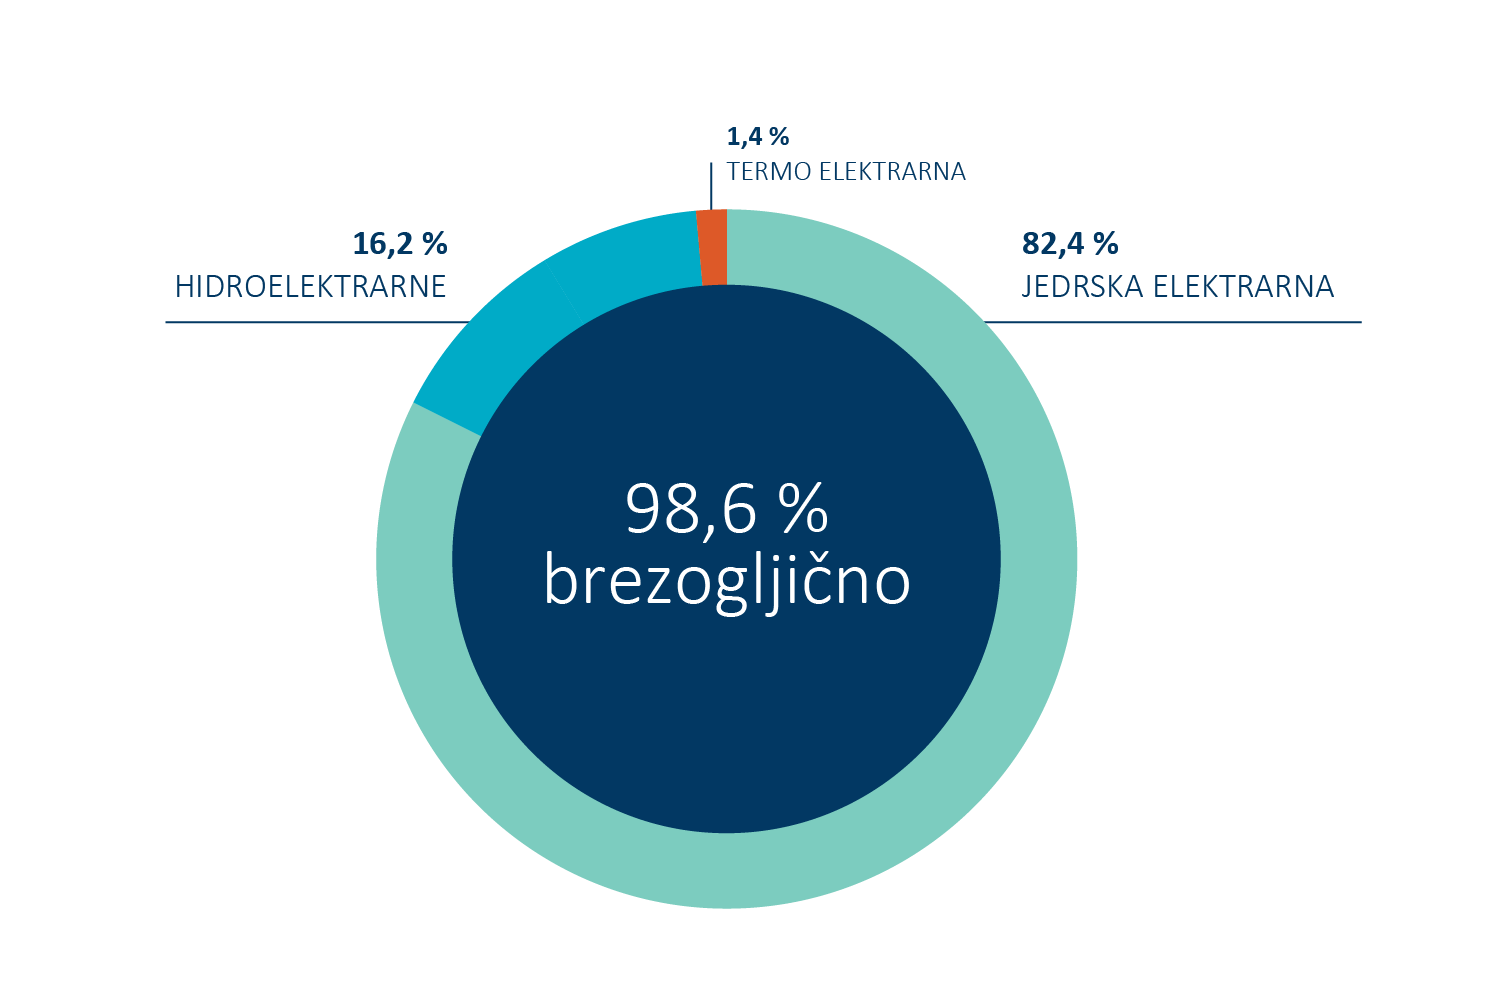 1,4 %
TERMO ELEKTRARNA
16,2 %
HIDROELEKTRARNE
82,4 %
JEDRSKA ELEKTRARNA
98,6 %
brezogljično